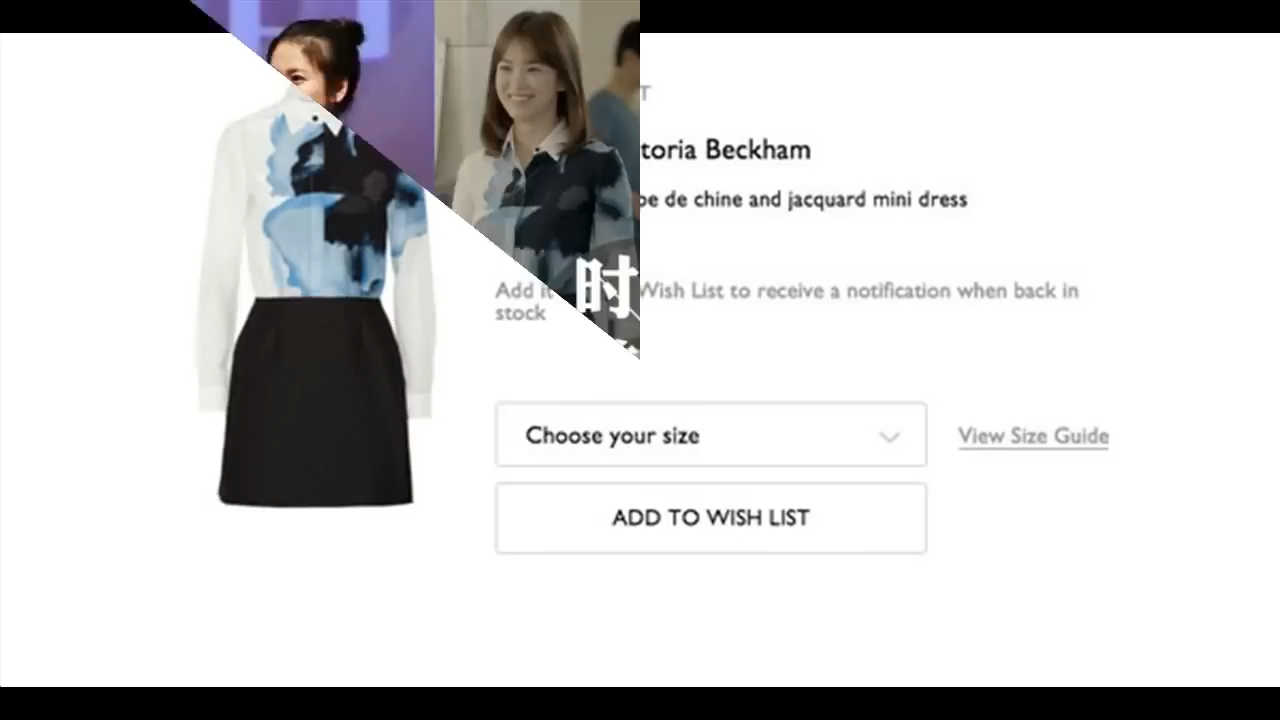 T
toria Beckham
pe de chine and jacquard mini dress
Add it
Wish List to receive a notification when back in
stock
时
Choose your size
View Size Guide
ADD TO WISH LIST